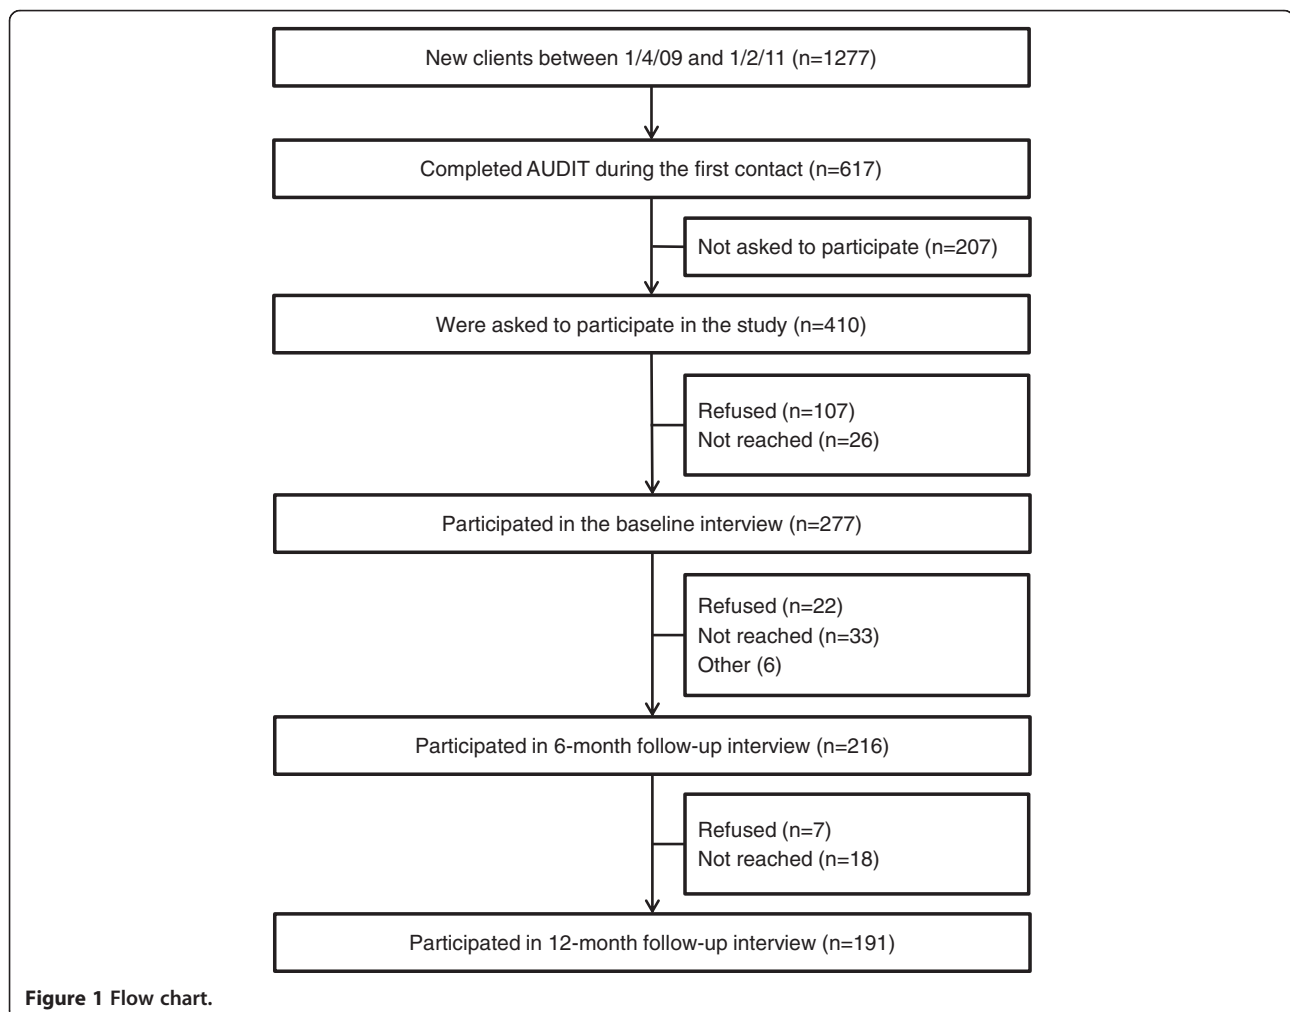 New clients between 1/4/09 and 1/2/11 (n=1277)
Completed AUDIT during the first contact (n=617)
Not asked to participate (n=207)
Were asked to participate in the study (n=410)
Refused (n=107)
Not reached (n=26)
Participated in the baseline interview (n=277)
Refused (n=22)
Not reached (n=33)
Other (6)
Participated in 6-month follow-up interview (n=216)
Refused (n=7)
Not reached (n=18)
Participated in 12-month follow-up interview (n=191)
Figure 1 Flow chart.